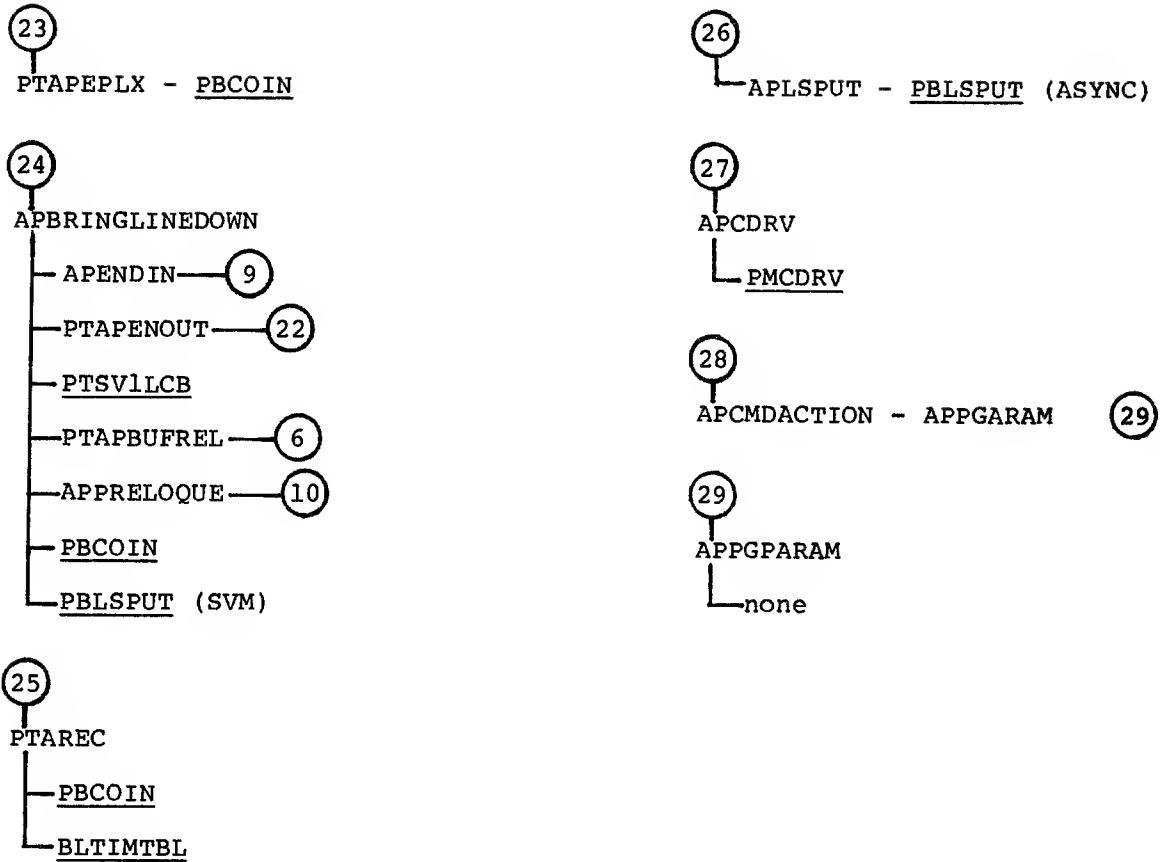 23
PTAPEPLX - PBCOIN
24
APBRINGLINEDOWN
APENDIN 9
PTAPENOUT 22
PTSV1LCB
PTAPBUFREL 6
APPRELOQUE 10
PBCOIN
PBLSPUT (SVM)
25
PTAREC
PBCOIN
BLTIMTBL
26
APLSPUT - PBLSPUT (ASYNC)
27
APCDRV
PMCDRV
28
APCMDACTION - APPGARAM 29
29
APPGPARAM
none